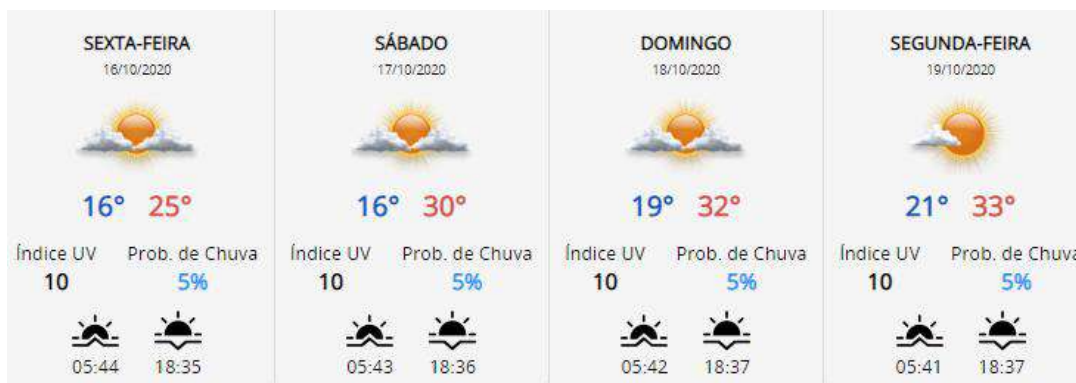 SEXTA-FEIRA
16/10/2020
16° 25°
Índice UV Prob. de Chuva
10 5%
05:44 18:35
SÁBADO
17/10/2020
16° 30°
Índice UV Prob. de Chuva
10 5%
05:43 18:36
DOMINGO
18/10/2020
19° 32°
Índice UV Prob. de Chuva
10 5%
05:42 18:37
SEGUNDA-FEIRA
19/10/2020
21° 33°
Índice UV Prob. de Chuva
10 5%
05:41 18:37